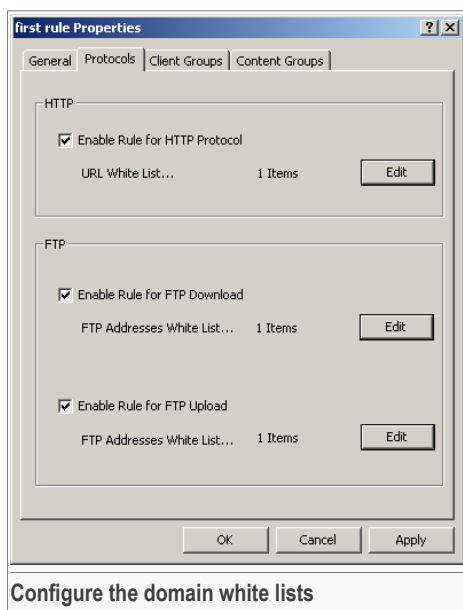 first rule Properties
General Protocols Client Groups Content Groups
HTTP
Enable Rule for HTTP Protocol
URL White List... 1 Items Edit
FTP
Enable Rule for FTP Download
FTP Addresses White List... 1 Items Edit
Enable Rule for FTP Upload
FTP Addresses White List... 1 Items Edit
OK Cancel Apply
Configure the domain white lists